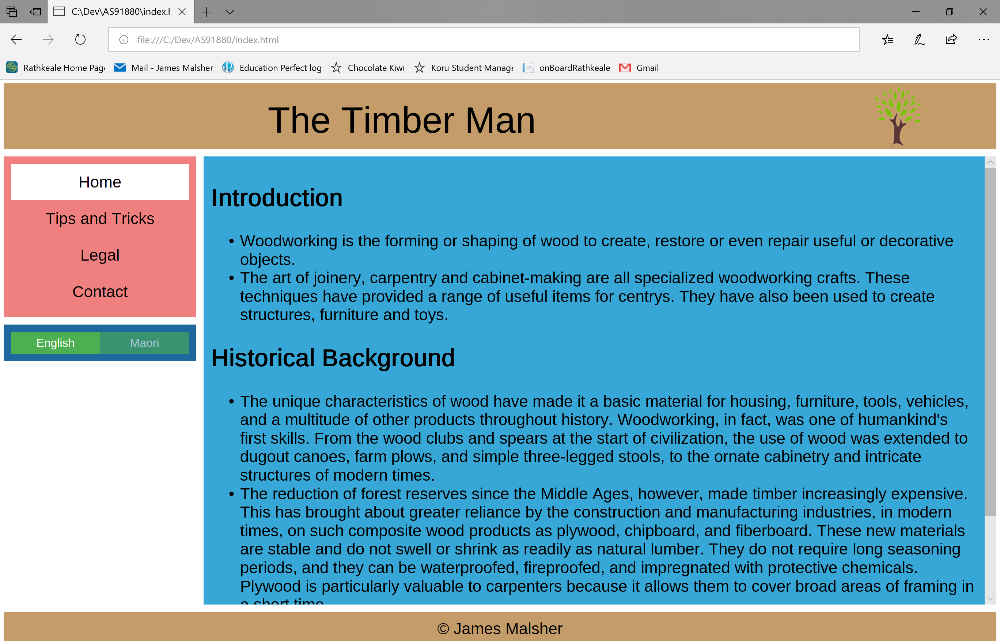 C:\Dev\AS91880\index.h
file:///C:/Dev/AS91880/index.html
Rathkeale Home Page Mail - James Malsher Education Perfect log Chocolate Kiwi Koru Student Manage onBoardRathkeale Gmail
The Timber Man
Home
Tips and Tricks
Legal
Contact
English Maori
Introduction
• Woodworking is the forming or shaping of wood to create, restore or even repair useful or decorative
objects.
• The art of joinery, carpentry and cabinet-making are all specialized woodworking crafts. These
techniques have provided a range of useful items for centrys. They have also been used to create
structures, furniture and toys.
Historical Background
• The unique characteristics of wood have made it a basic material for housing, furniture, tools, vehicles,
and a multitude of other products throughout history. Woodworking, in fact, was one of humankind's
first skills. From the wood clubs and spears at the start of civilization, the use of wood was extended to
dugout canoes, farm plows, and simple three-legged stools, to the ornate cabinetry and intricate
structures of modern times.
• The reduction of forest reserves since the Middle Ages, however, made timber increasingly expensive.
This has brought about greater reliance by the construction and manufacturing industries, in modern
times, on such composite wood products as plywood, chipboard, and fiberboard. These new materials
are stable and do not swell or shrink as readily as natural lumber. They do not require long seasoning
periods, and they can be waterproofed, fireproofed, and impregnated with protective chemicals.
Plywood is particularly valuable to carpenters because it allows them to cover broad areas of framing in
a short time
© James Malsher